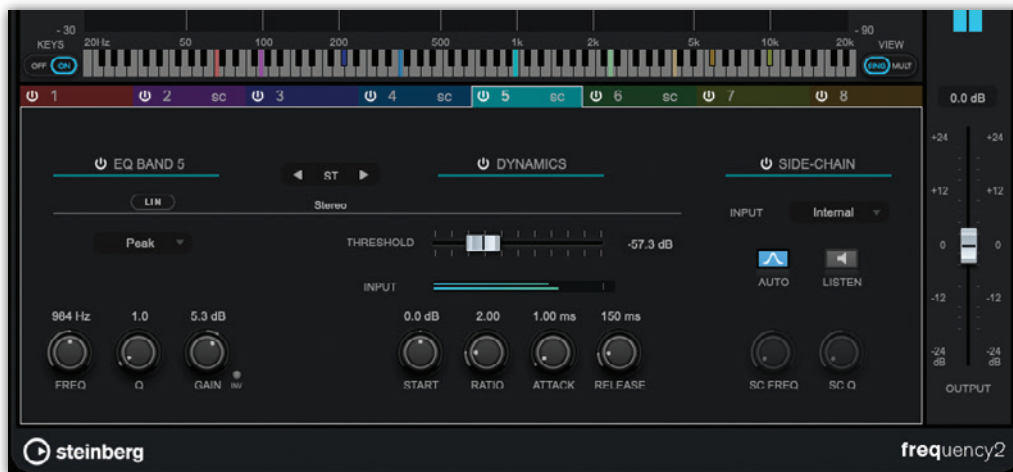 - 30
- 90
KEYS
20Hz 50 100 200 500 1k 2k 5k 10k 20k
VIEW
OFF ON
SING MULT
1 2 SC 3 4 SC 5 SC 6 SC 7 8
0.0 dB
+24 +24
EQ BAND 5
DYNAMICS
SIDE-CHAIN
ST
+12 +12
LIN
Stereo
INPUT Internal
Peak
THRESHOLD
-57.3 dB
0 0
AUTO LISTEN
INPUT
-12 -12
984 Hz 1.0 5.3 dB
0.0 dB 2.00 1.00 ms 150 ms
-24 dB -24 dB
FREQ Q GAIN INV
START RATIO ATTACK RELEASE
SC FREQ SC Q
OUTPUT
steinberg
frequency2